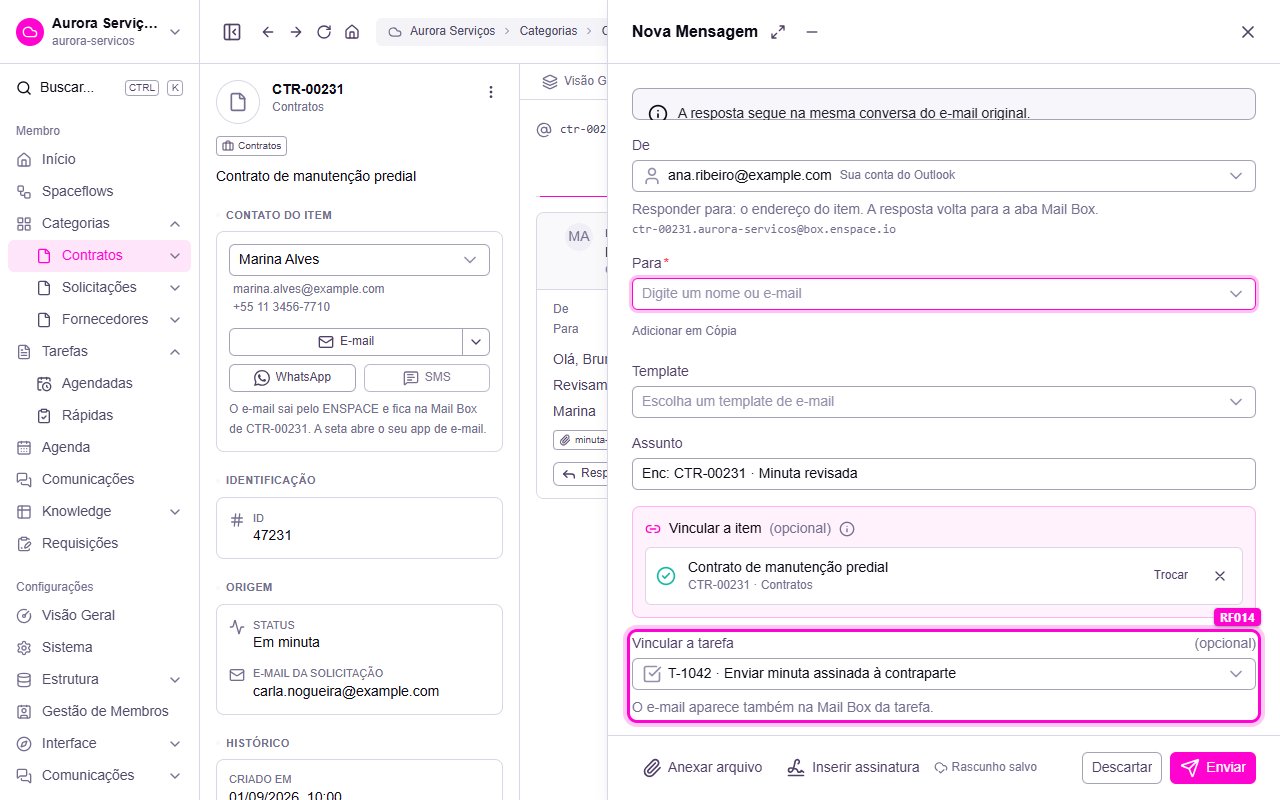 Aurora Serviç...
aurora-servicos
Buscar...
CTRL
K
Membro
Início
Spaceflows
Categorias
Contratos
Solicitações
Fornecedores
Tarefas
Agendadas
Rápidas
Agenda
Comunicações
Knowledge
Requisições
Configurações
Visão Geral
Sistema
Estrutura
Gestão de Membros
Interface
Comunicações
Aurora Serviços
Categorias
CTR-00231
Contratos
Contratos
Contrato de manutenção predial
CONTATO DO ITEM
Marina Alves
marina.alves@example.com
+55 11 3456-7710
E-mail
WhatsApp
SMS
O e-mail sai pelo ENSPACE e fica na Mail Box
de CTR-00231. A seta abre o seu app de e-mail.
IDENTIFICAÇÃO
ID
47231
ORIGEM
STATUS
Em minuta
E-MAIL DA SOLICITAÇÃO
carla.nogueira@example.com
HISTÓRICO
CRIADO EM
01/09/2026, 10:00
Visão G
ctr-002
MA
De
Para
Olá, Brun
Revisam
Marina
minuta-
Resp
Nova Mensagem
A resposta segue na mesma conversa do e-mail original.
De
ana.ribeiro@example.com Sua conta do Outlook
Responder para: o endereço do item. A resposta volta para a aba Mail Box.
ctr-00231.aurora-servicos@box.enspace.io
Para*
Digite um nome ou e-mail
Adicionar em Cópia
Template
Escolha um template de e-mail
Assunto
Enc: CTR-00231 · Minuta revisada
Vincular a item (opcional)
Contrato de manutenção predial
CTR-00231 · Contratos
Trocar
RF014
Vincular a tarefa (opcional)
T-1042 · Enviar minuta assinada à contraparte
O e-mail aparece também na Mail Box da tarefa.
Anexar arquivo
Inserir assinatura
Rascunho salvo
Descartar
Enviar